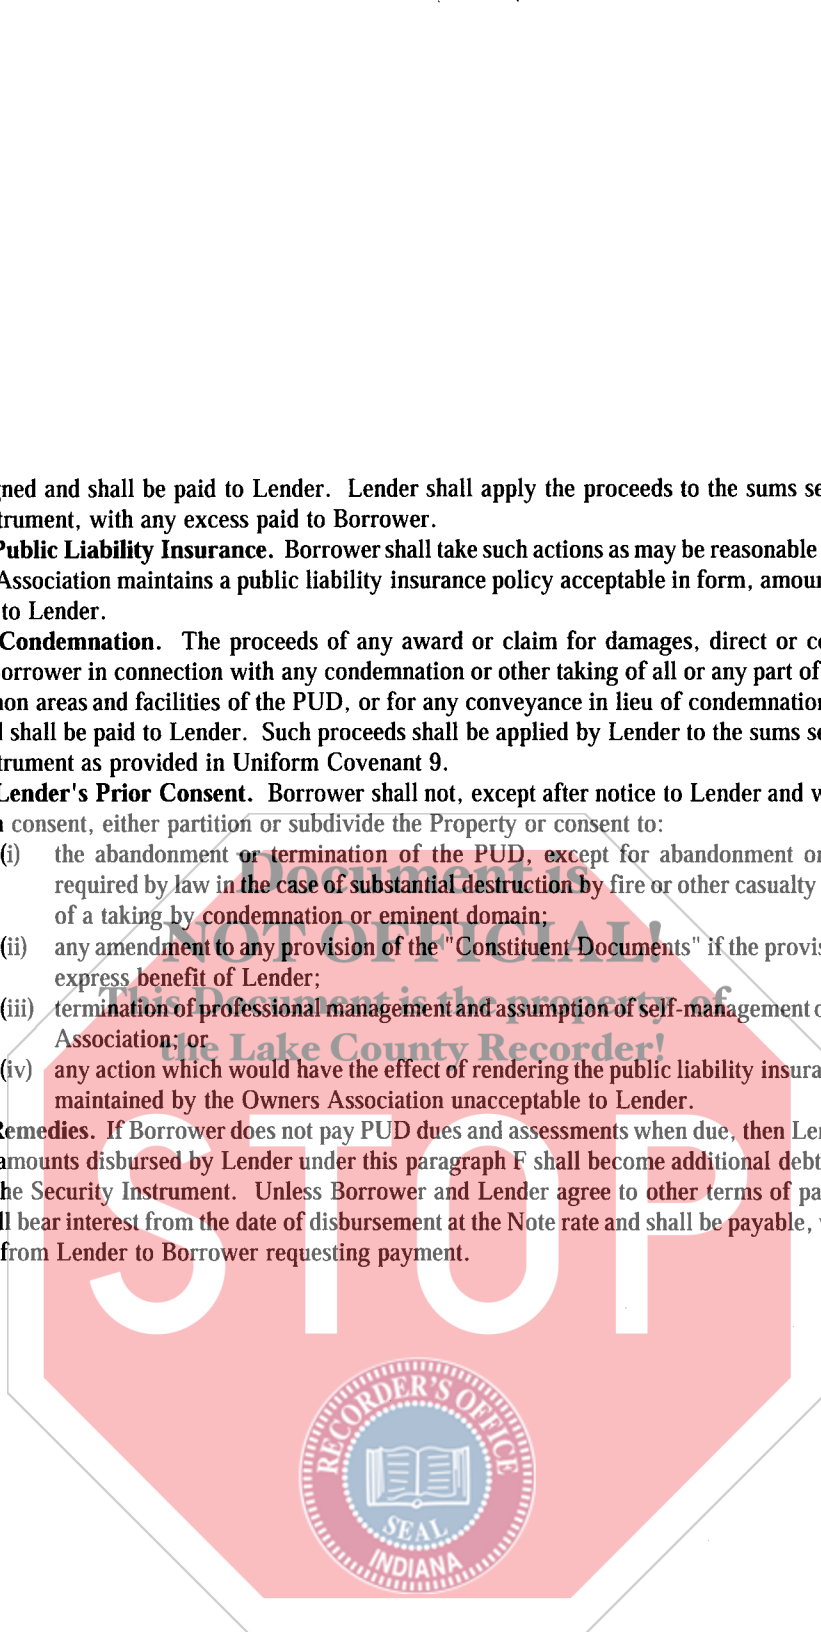 ned and shall be paid to Lender. Lender shall apply the proceeds to the sums se
trument, with any excess paid to Borrower.
Public Liability Insurance. Borrower shall take such actions as may be reasonable
Association maintains a public liability insurance policy acceptable in form, amou
to Lender.
Condemnation. The proceeds of any award or claim for damages, direct or co
orrower in connection with any condemnation or other taking of all or any part of
on areas and facilities of the PUD, or for any conveyance in lieu of condemnation
shall be paid to Lender. Such proceeds shall be applied by Lender to the sums se
trument as provided in Uniform Covenant 9.
Lender's Prior Consent. Borrower shall not, except after notice to Lender and w
consent, either partition or subdivide the Property or consent to:
(i) the abandonment or termination of the PUD, except for abandonment or
required by law in the case of substantial destruction by fire or other casualty
of a taking by condemnation or eminent domain;
(ii) any amendment to any provision of the "Constituent Documents" if the provis
express benefit of Lender;
(iii) termination of professional management and assumption of self-management o
Association; or
(iv) any action which would have the effect of rendering the public liability insura
maintained by the Owners Association unacceptable to Lender.
Remedies. If Borrower does not pay PUD dues and assessments when due, then Le
amounts disbursed by Lender under this paragraph F shall become additional debt
he Security Instrument. Unless Borrower and Lender agree to other terms of pa
ll bear interest from the date of disbursement at the Note rate and shall be payable,
from Lender to Borrower requesting payment.
Document is
NOT OFFICIAL!
This Document is the property of
the Lake County Recorder!
STOP
RECORDER'S OFFICE
SEAL
INDIANA